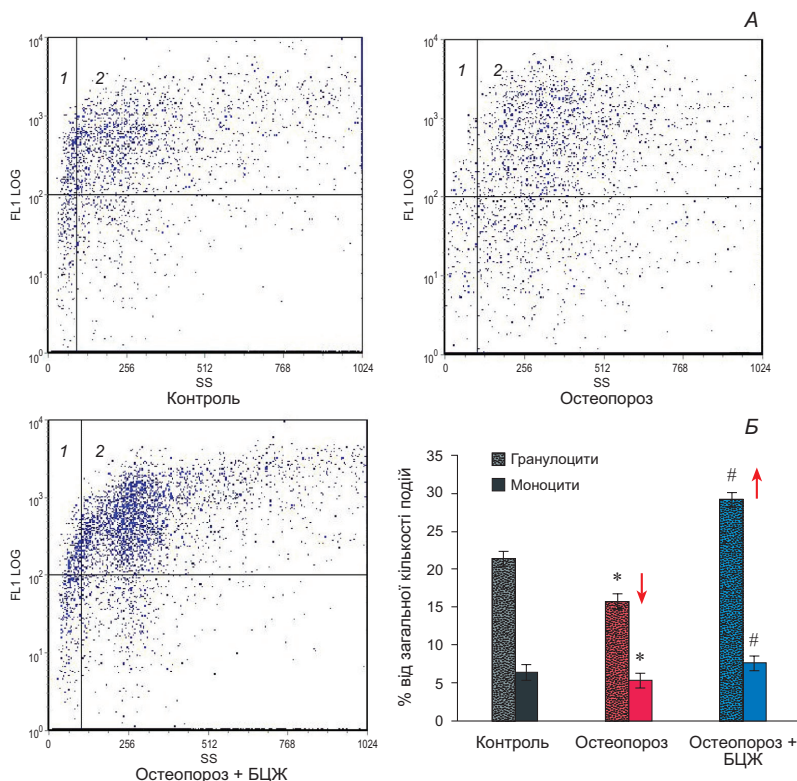 А
10⁴
10³
10²
10¹
10⁰
FL1 LOG
1 2
0 256 512 768 1024
SS
Контроль
10⁴
10³
10²
10¹
10⁰
FL1 LOG
1 2
0 256 512 768 1024
SS
Остеопороз
10⁴
10³
10²
10¹
10⁰
FL1 LOG
1 2
0 256 512 768 1024
SS
Остеопороз + БЦЖ
Б
% від загальної кількості подій
35
30
25
20
15
10
5
0
Гранулоцити
Моноцити
* *
# #
Контроль
Остеопороз
Остеопороз +
БЦЖ